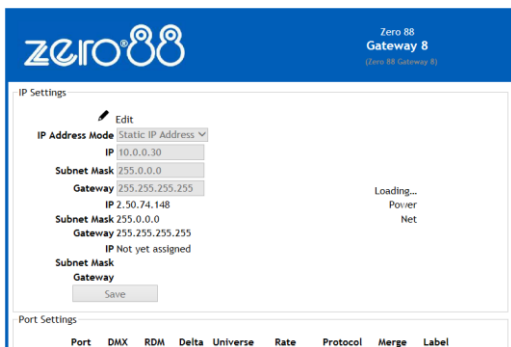 zero®88
Zero 88
Gateway 8
(Zero 88 Gateway 8)
IP Settings
Edit
IP Address Mode Static IP Address
IP 10.0.0.30
Subnet Mask 255.0.0.0
Gateway 255.255.255.255
Loading...
IP 2.50.74.148
Power
Subnet Mask 255.0.0.0
Net
Gateway 255.255.255.255
IP Not yet assigned
Subnet Mask
Gateway
Save
Port Settings
Port DMX RDM Delta Universe Rate Protocol Merge Label